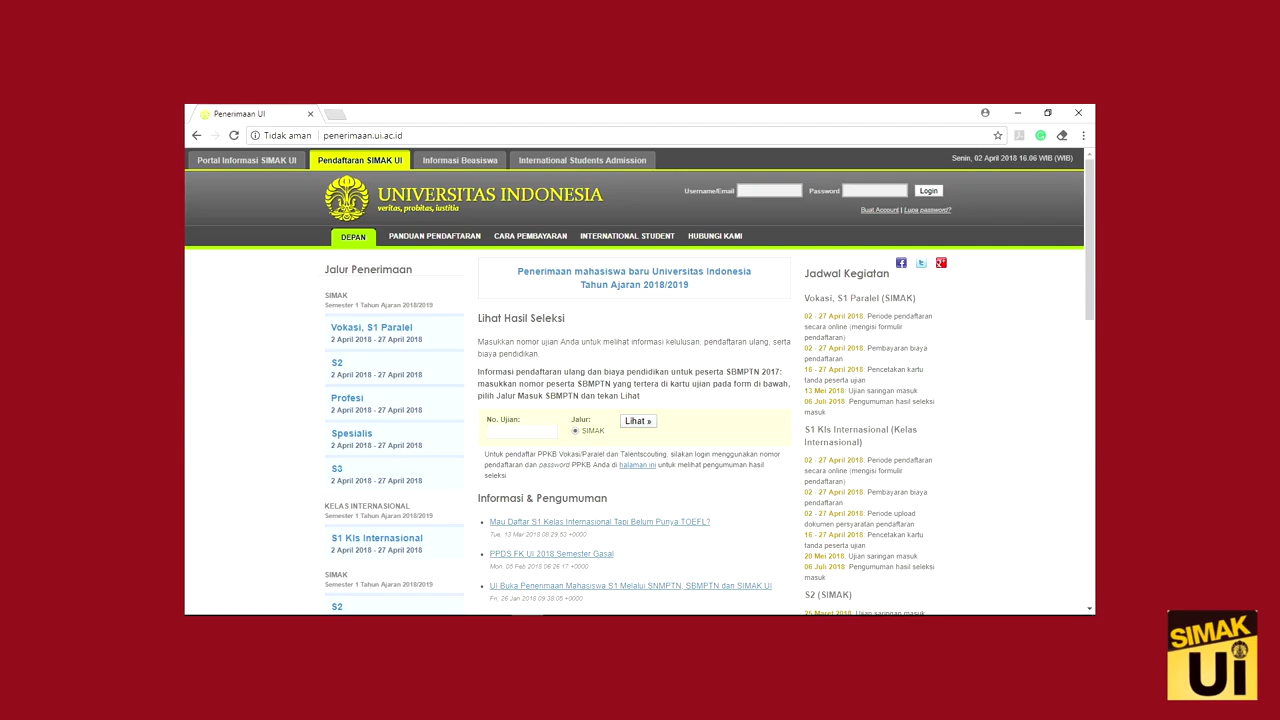 Penerimaan UI
Tidak aman
penerimaan.ui.ac.id
Portal Informasi SIMAK UI
Pendaftaran SIMAK UI
Informasi Beasiswa
International Students Admission
Senin, 02 April 2018 16.06 WIB (WIB)
UNIVERSITAS INDONESIA
veritas, probitas, iustitia
Username/Email
Password
Login
Buat Account | Lupa password?
DEPAN
PANDUAN PENDAFTARAN
CARA PEMBAYARAN
INTERNATIONAL STUDENT
HUBUNGI KAMI
Jalur Penerimaan
SIMAK
Semester 1 Tahun Ajaran 2018/2019
Vokasi, S1 Paralel
2 April 2018 - 27 April 2018
S2
2 April 2018 - 27 April 2018
Profesi
2 April 2018 - 27 April 2018
Spesialis
2 April 2018 - 27 April 2018
S3
2 April 2018 - 27 April 2018
KELAS INTERNASIONAL
Semester 1 Tahun Ajaran 2018/2019
S1 Kls Internasional
2 April 2018 - 27 April 2018
SIMAK
Semester 1 Tahun Ajaran 2018/2019
S2
Penerimaan mahasiswa baru Universitas Indonesia
Tahun Ajaran 2018/2019
Lihat Hasil Seleksi
Masukkan nomor ujian Anda untuk melihat informasi kelulusan, pendaftaran ulang, serta
biaya pendidikan
Informasi pendaftaran ulang dan biaya pendidikan untuk peserta SBMPTN 2017:
masukkan nomor peserta SBMPTN yang tertera di kartu ujian pada form di bawah,
pilih Jalur Masuk SBMPTN dan tekan Lihat
No. Ujian:
Jalur:
SIMAK
Lihat »
Untuk pendaftar PPKB Vokasi/Paralel dan Talentscouting, silakan login menggunakan nomor
pendaftaran dan password PPKB Anda di halaman ini untuk melihat pengumuman hasil
seleksi.
Informasi & Pengumuman
Mau Daftar S1 Kelas Internasional Tapi Belum Punya TOEFL?
Tue, 13 Mar 2018 08:29:53 +0000
PPDS FK UI 2018 Semester Gasal
Mon, 05 Feb 2019 06:26:17 +0000
UI Buka Penerimaan Mahasiswa S1 Melalui SNMPTN, SBMPTN dan SIMAK UI
Fri, 26 Jan 2018 09:38:05 +0000
Jadwal Kegiatan
Vokasi, S1 Paralel (SIMAK)
02 - 27 April 2018: Periode pendaftaran
secara online (mengisi formulir
pendaftaran)
02 - 27 April 2018: Pembayaran biaya
pendaftaran
16 - 27 April 2018: Pencetakan kartu
tanda peserta ujian
13 Mei 2018: Ujian saringan masuk
06 Juli 2018: Pengumuman hasil seleksi
masuk
S1 Kls Internasional (Kelas
Internasional)
02 - 27 April 2018: Periode pendaftaran
secara online (mengisi formulir
pendaftaran)
02 - 27 April 2018: Pembayaran biaya
pendaftaran
02 - 27 April 2018: Periode upload
dokumen persyaratan pendaftaran
16 - 27 April 2018: Pencetakan kartu
tanda peserta ujian
20 Mei 2018: Ujian saringan masuk
06 Juli 2018: Pengumuman hasil seleksi
masuk
S2 (SIMAK)
25 Maret 2018: Ujian saringan masuk
SIMAK
Ui